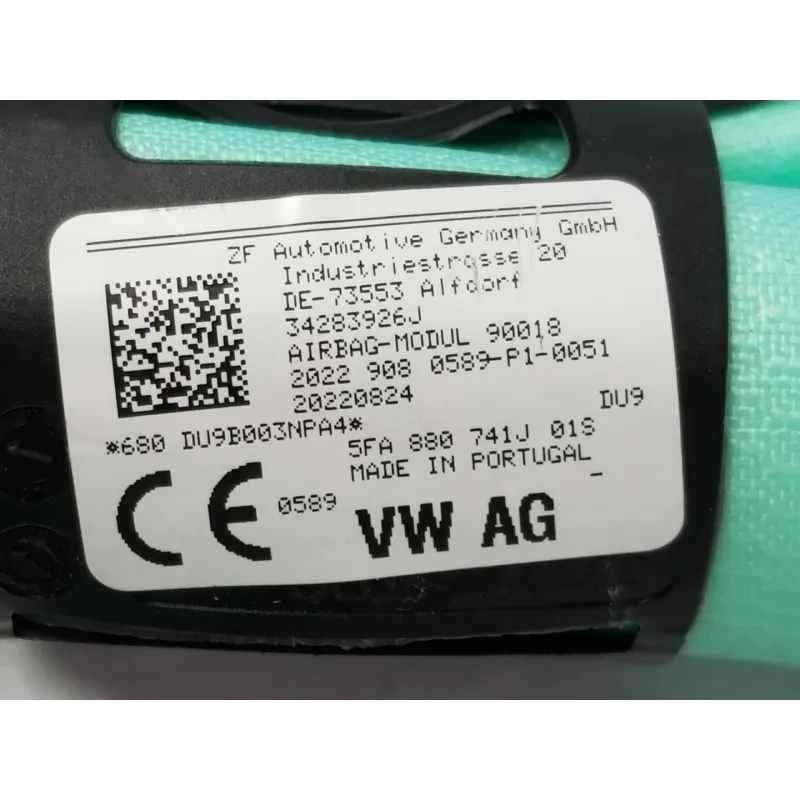 ZF Automotive Germany GmbH
Industriestrasse 20
DE-73553 Alfdorf
34283926J
AIRBAG-MODUL 90018
2022 908 0589-P1-0051
20220824
DU9
*680 DU9B003NPA4*
5FA 880 741J 01S
MADE IN PORTUGAL
CE 0589
VW AG